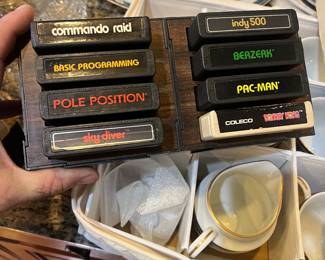 commando raid
BASIC PROGRAMMING
POLE POSITION
sky diver
indy 500
BERZERK
PAC-MAN
COLECO